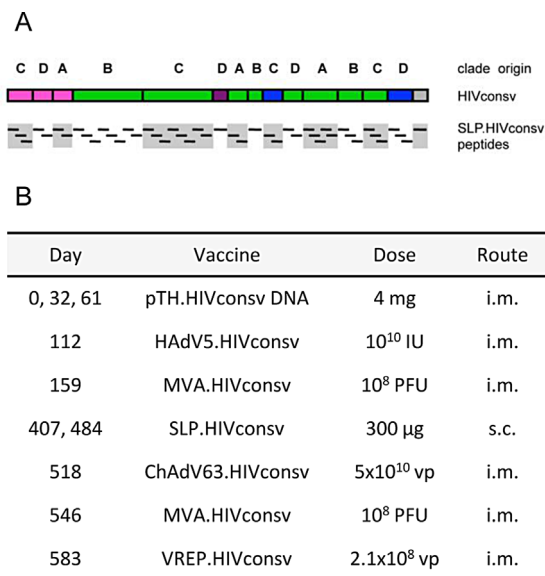 A
C D A B C D A B C D A B C D clade origin
HIVconsv
SLP.HIVconsv
peptides
B
Day Vaccine Dose Route
0, 32, 61 pTH.HIVconsv DNA 4 mg i.m.
112 HAdV5.HIVconsv 10¹⁰ IU i.m.
159 MVA.HIVconsv 10⁸ PFU i.m.
407, 484 SLP.HIVconsv 300 µg s.c.
518 ChAdV63.HIVconsv 5x10¹⁰ vp i.m.
546 MVA.HIVconsv 10⁸ PFU i.m.
583 VREP.HIVconsv 2.1x10⁸ vp i.m.